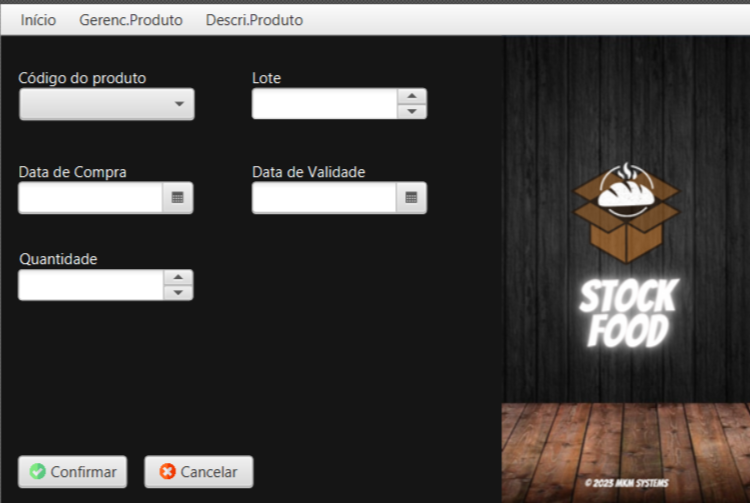 Início Gerenc.Produto Descri.Produto
Código do produto Lote
Data de Compra Data de Validade
Quantidade
STOCK
FOOD
Confirmar Cancelar
© 2023 MKM SYSTEMS